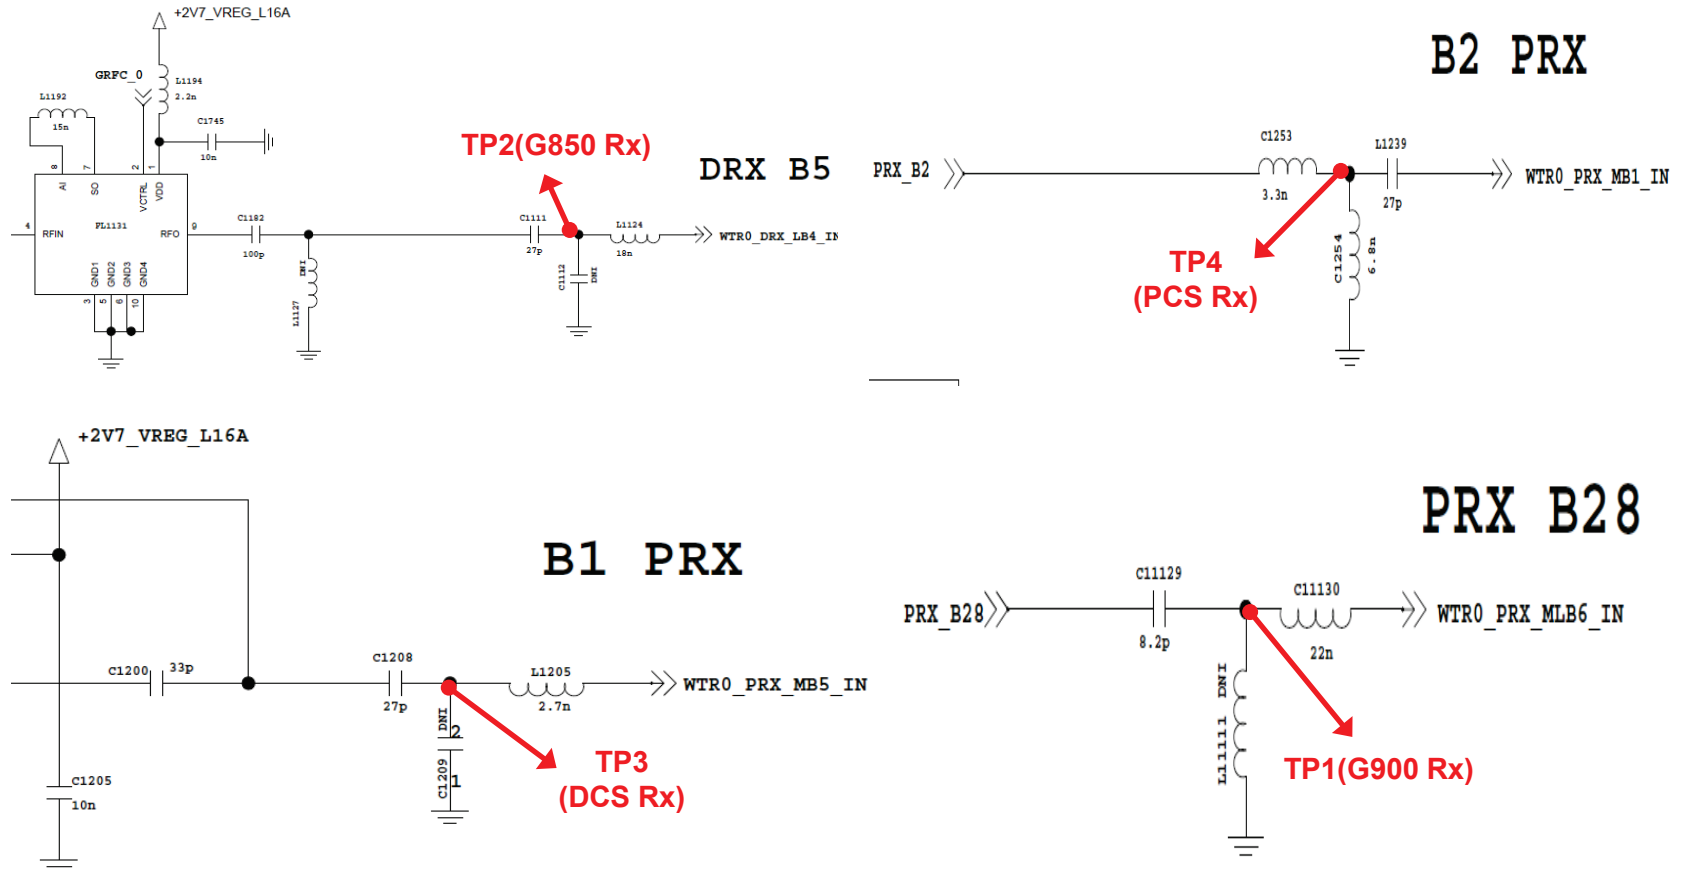 +2V7_VREG_L16A
GRFC_0
L1194
2.2n
L1192
15n
C1745
10n
8
7
2
1
AI
SO
VCTRL
VDD
4
RFIN
FL1131
RFO
9
GND1
GND2
GND3
GND4
3
5
6
10
C1182
100p
DNI
L1127
TP2(G850 Rx)
C1111
27p
C1112
DNI
L1124
18n
DRX B5
WTR0_DRX_LB4_IN
B2 PRX
PRX_B2
C1253
3.3n
L1239
27p
WTR0_PRX_MB1_IN
C1254
6.8n
TP4
(PCS Rx)
+2V7_VREG_L16A
B1 PRX
C1200
33p
C1208
27p
L1205
2.7n
WTR0_PRX_MB5_IN
DNI
2
C1209
1
C1205
10n
TP3
(DCS Rx)
PRX B28
PRX_B28
C11129
8.2p
C11130
22n
WTR0_PRX_MLB6_IN
L11111
DNI
TP1(G900 Rx)